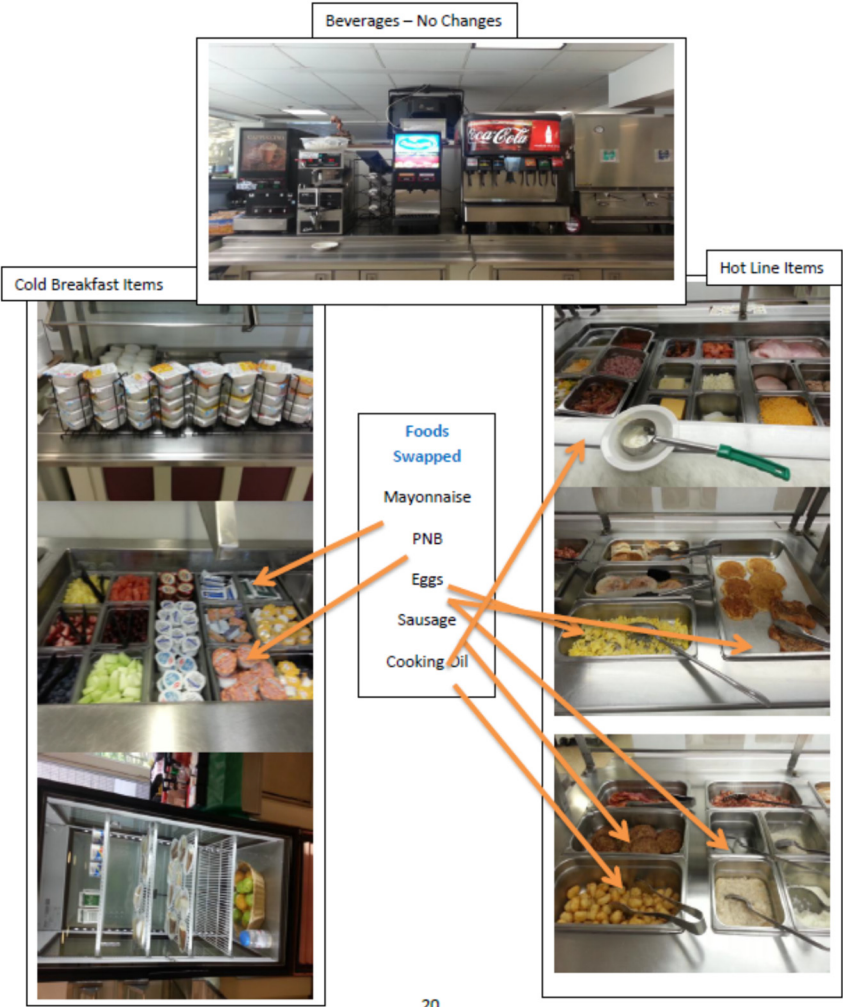 Beverages – No Changes
Coca-Cola
Cold Breakfast Items
Hot Line Items
Foods
Swapped
Mayonnaise
PNB
Eggs
Sausage
Cooking Oil
20